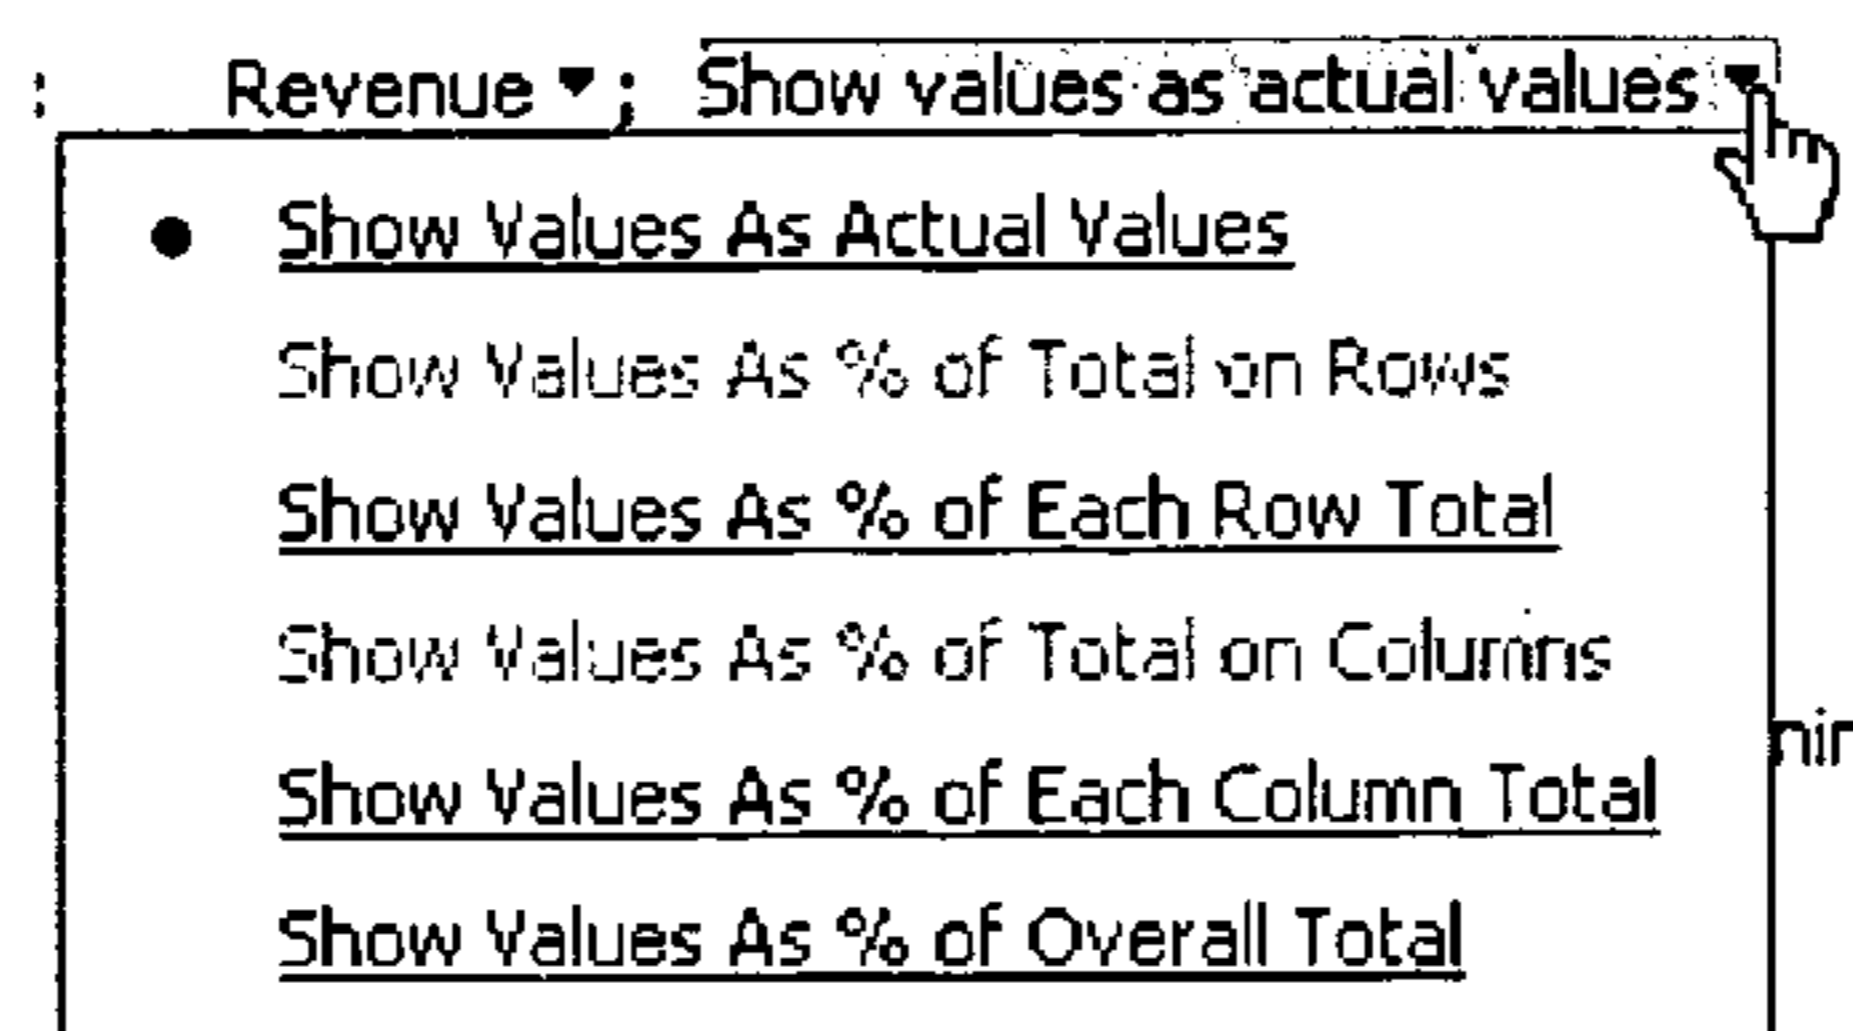 : Revenue ▼; Show values as actual values ▼
● Show Values As Actual Values
Show Values As % of Total on Rows
Show Values As % of Each Row Total
Show Values As % of Total on Columns
Show Values As % of Each Column Total
Show Values As % of Overall Total